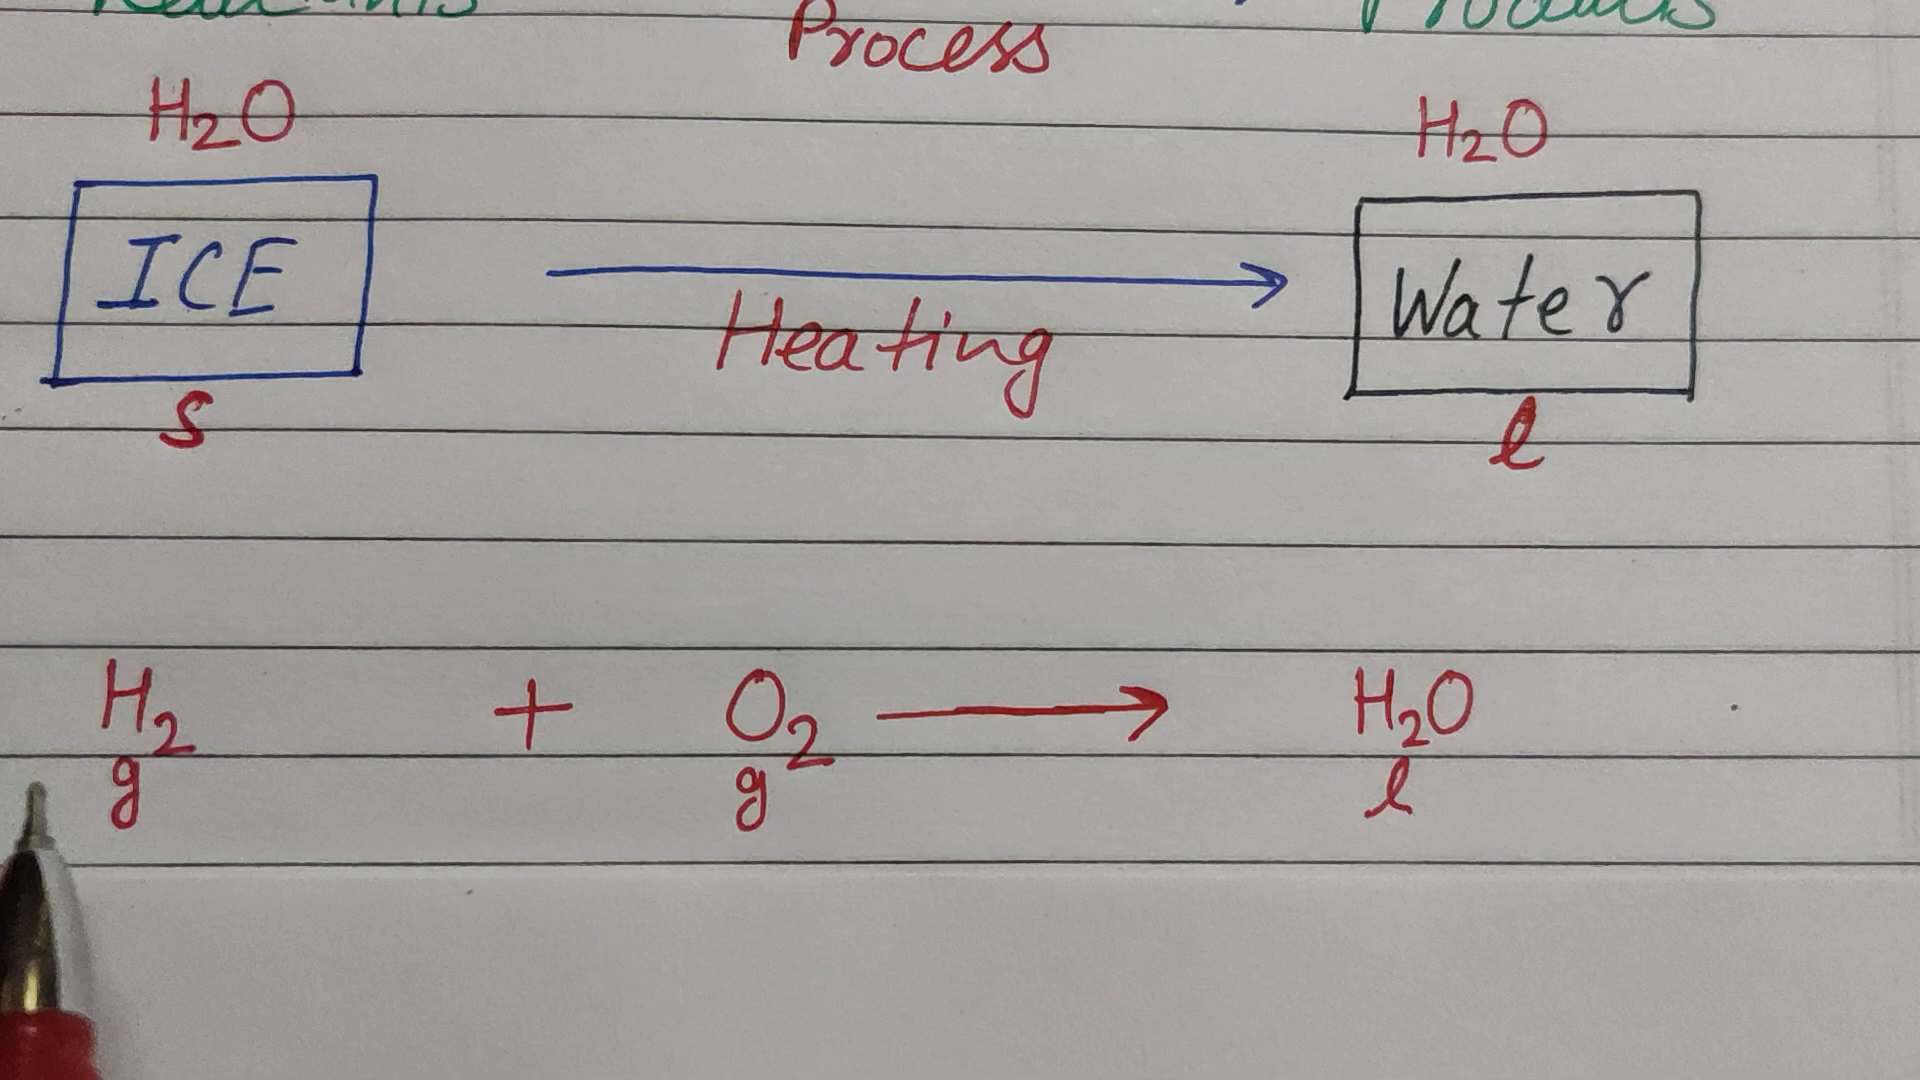 Process
H2O H2O
ICE Water
Heating
s l
H2 + O2 → H2O
g g l